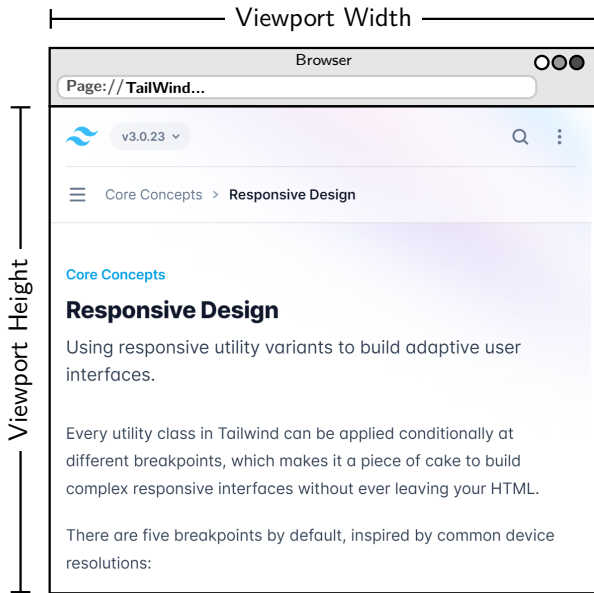 Viewport Width
Browser
Page://TailWind...
v3.0.23
Core Concepts > Responsive Design
Viewport Height
Core Concepts
Responsive Design
Using responsive utility variants to build adaptive user
interfaces.
Every utility class in Tailwind can be applied conditionally at
different breakpoints, which makes it a piece of cake to build
complex responsive interfaces without ever leaving your HTML.
There are five breakpoints by default, inspired by common device
resolutions: